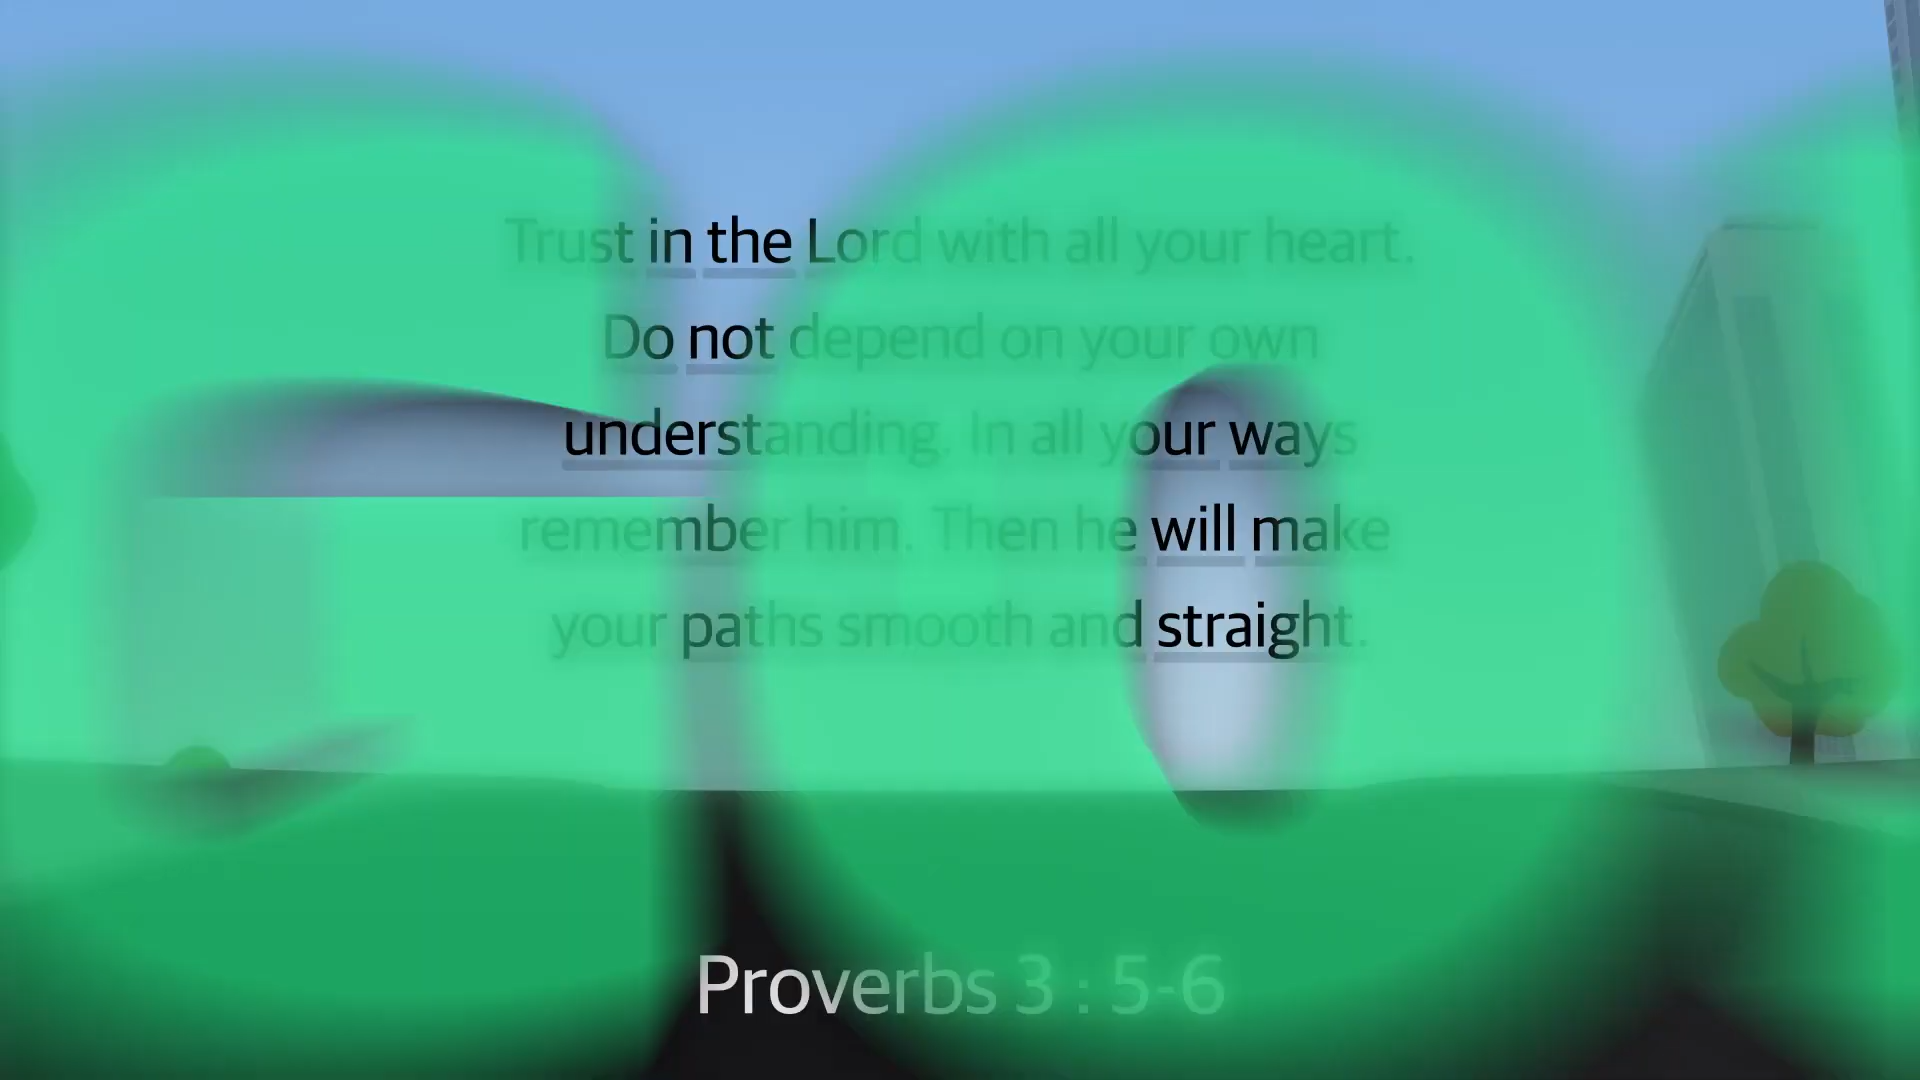 Trust in the Lord with all your heart.
Do not depend on your own
understanding. In all your ways
remember him. Then he will make
your paths smooth and straight.
Proverbs 3 : 5-6